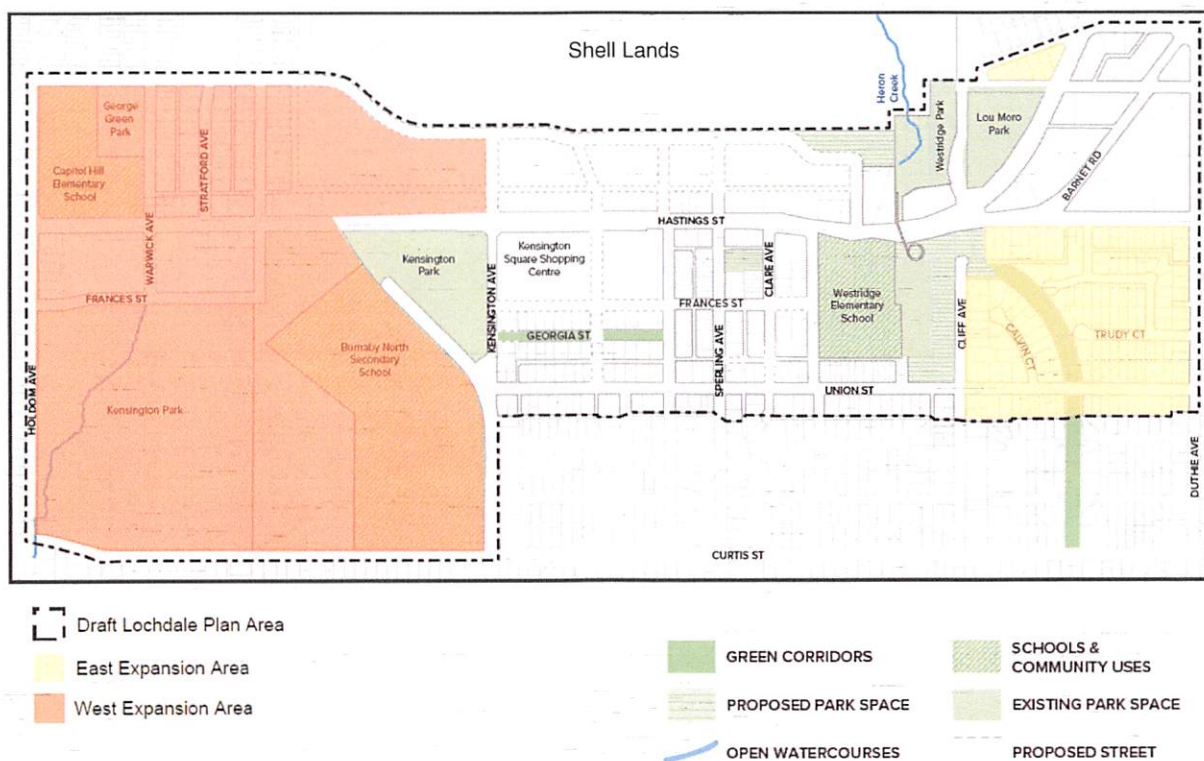 Shell Lands
Heron
Creek
Westridge Park
Lou Moro
Park
George
Green
Park
STRATFORD AVE
Capitol Hill
Elementary
School
WARWICK AVE
BARNET RD
HASTINGS ST
Kensington
Park
KENSINGTON AVE
Kensington
Square Shopping
Centre
CLARE AVE
Westridge
Elementary
School
FRANCES ST
FRANCES ST
CLIFF AVE
GEORGIA ST
SPERLING AVE
CALVIN CT
TRUDY CT
Burnaby North
Secondary
School
UNION ST
HOLDOM AVE
Kensington Park
DUTHIE AVE
CURTIS ST
Draft Lochdale Plan Area
East Expansion Area
West Expansion Area
GREEN CORRIDORS
PROPOSED PARK SPACE
OPEN WATERCOURSES
SCHOOLS &
COMMUNITY USES
EXISTING PARK SPACE
PROPOSED STREET